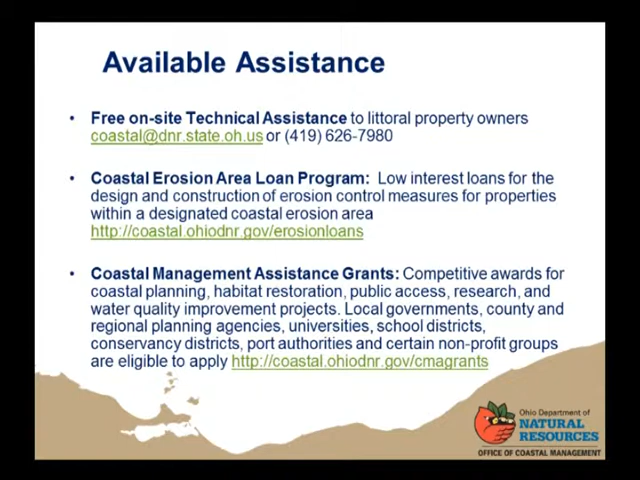 Available Assistance
• Free on-site Technical Assistance to littoral property owners
coastal@dnr.state.oh.us or (419) 626-7980
• Coastal Erosion Area Loan Program: Low interest loans for the
design and construction of erosion control measures for properties
within a designated coastal erosion area
http://coastal.ohiodnr.gov/erosionloans
• Coastal Management Assistance Grants: Competitive awards for
coastal planning, habitat restoration, public access, research, and
water quality improvement projects. Local governments, county and
regional planning agencies, universities, school districts,
conservancy districts, port authorities and certain non-profit groups
are eligible to apply http://coastal.ohiodnr.gov/cmagrants
Ohio Department of
NATURAL
RESOURCES
OFFICE OF COASTAL MANAGEMENT